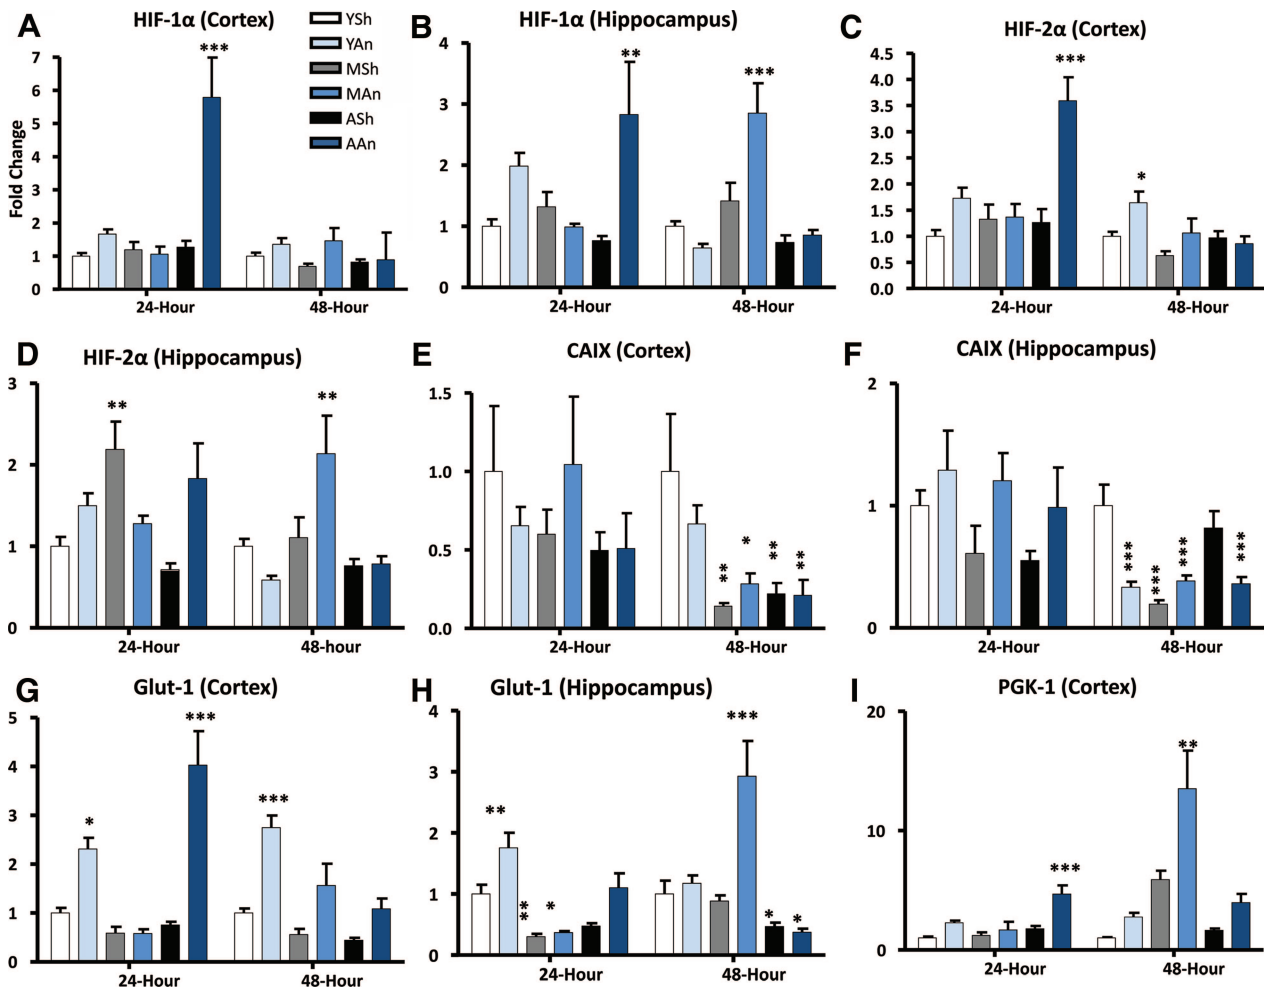 A
HIF-1α (Cortex)
YSh
YAn
MSh
MAn
ASh
AAn
Fold Change
7
6
5
4
3
2
1
0
***
24-Hour
48-Hour
B
HIF-1α (Hippocampus)
4
3
2
1
0
**
***
24-Hour
48-Hour
C
HIF-2α (Cortex)
4.5
4.0
3.5
3.0
2.5
2.0
1.5
1.0
0.5
0.0
***
*
24-Hour
48-Hour
D
HIF-2α (Hippocampus)
3
2
1
0
**
**
24-Hour
48-hour
E
CAIX (Cortex)
1.5
1.0
0.5
0.0
**
*
**
**
24-Hour
48-Hour
F
CAIX (Hippocampus)
2
1
0
***
***
***
***
24-Hour
48-Hour
G
Glut-1 (Cortex)
5
4
3
2
1
0
*
***
***
24-Hour
48-Hour
H
Glut-1 (Hippocampus)
4
3
2
1
0
**
**
*
***
*
*
24-Hour
48-Hour
I
PGK-1 (Cortex)
20
10
0
***
**
24-Hour
48-Hour